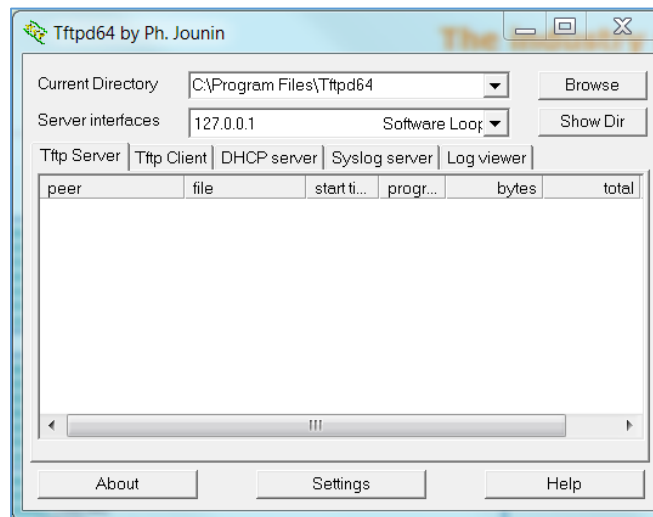 Tftpd64 by Ph. Jounin
The Industry
Current Directory C:\Program Files\Tftpd64 Browse
Server interfaces 127.0.0.1 Software Loop Show Dir
Tftp Server Tftp Client DHCP server Syslog server Log viewer
peer file start ti... progr... bytes total
About Settings Help